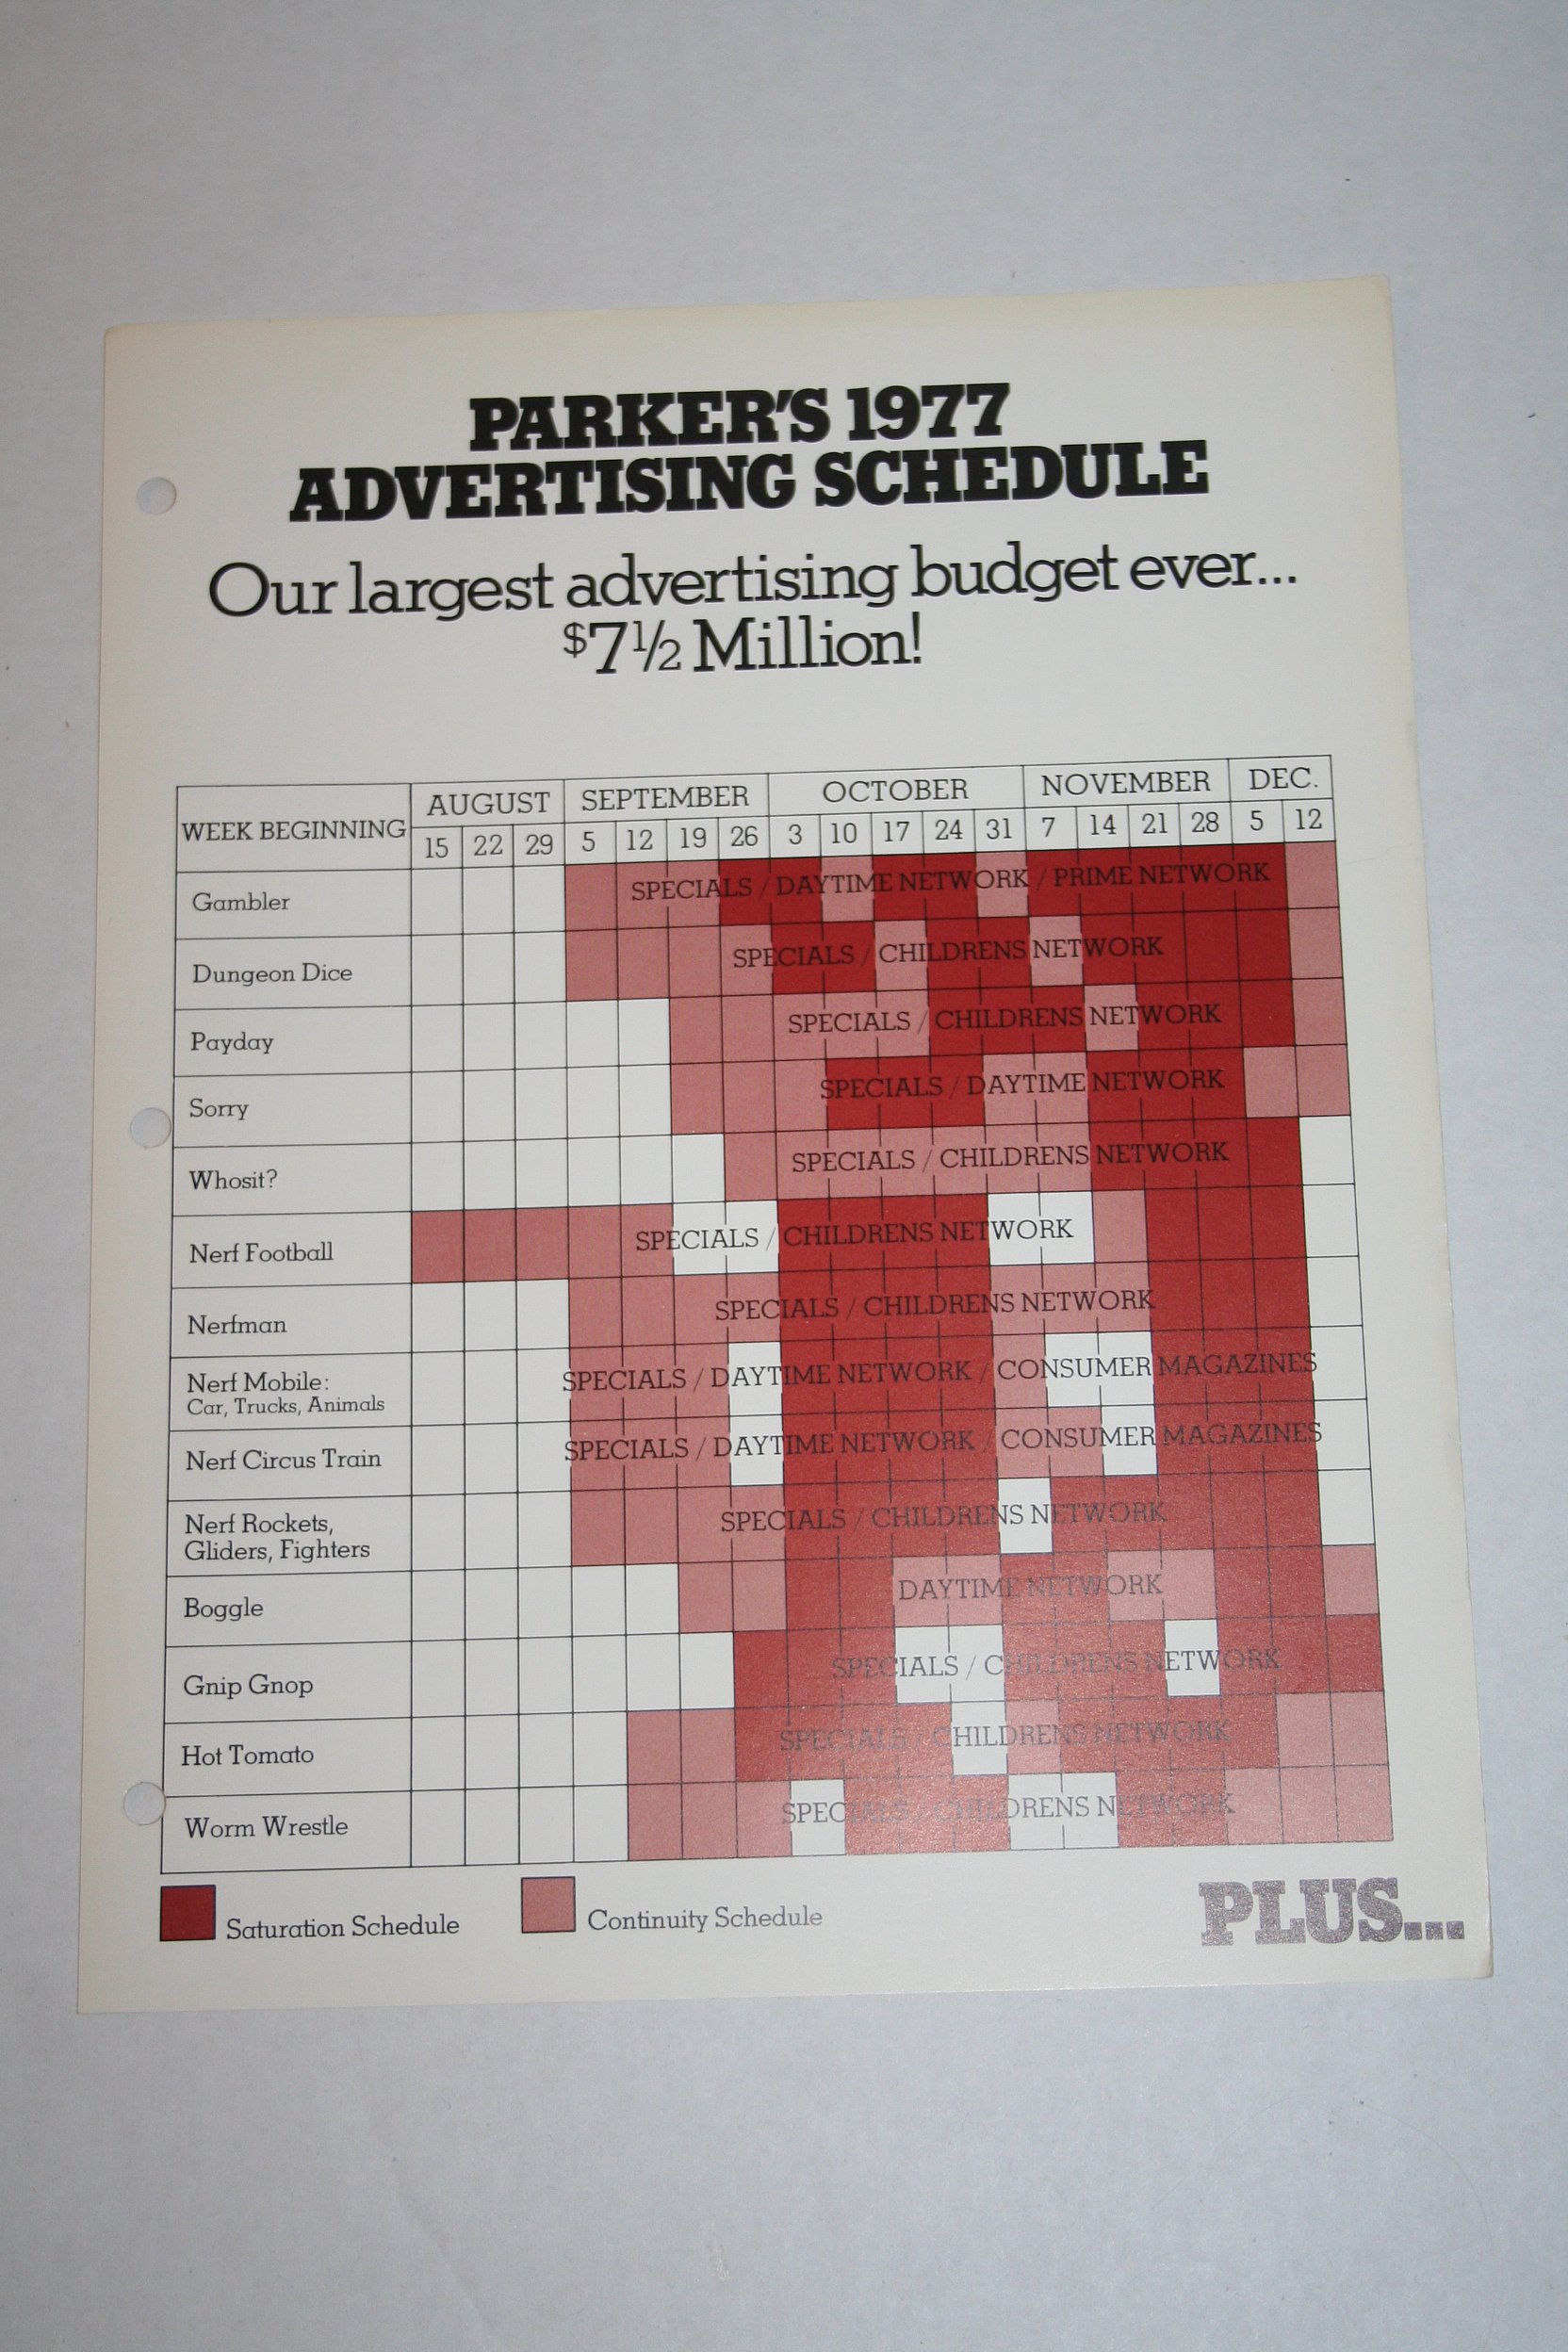 PARKER'S 1977
ADVERTISING SCHEDULE
Our largest advertising budget ever...
$7½ Million!
WEEK BEGINNING AUGUST SEPTEMBER OCTOBER NOVEMBER DEC.
15 22 29 5 12 19 26 3 10 17 24 31 7 14 21 28 5 12
Gambler SPECIALS / DAYTIME NETWORK / PRIME NETWORK
Dungeon Dice SPECIALS / CHILDRENS NETWORK
Payday SPECIALS / CHILDRENS NETWORK
Sorry SPECIALS / DAYTIME NETWORK
Whosit? SPECIALS / CHILDRENS NETWORK
Nerf Football SPECIALS / CHILDRENS NETWORK
Nerfman SPECIALS / CHILDRENS NETWORK
Nerf Mobile: SPECIALS / DAYTIME NETWORK / CONSUMER MAGAZINES
Car, Trucks, Animals
Nerf Circus Train SPECIALS / DAYTIME NETWORK / CONSUMER MAGAZINES
Nerf Rockets, SPECIALS / CHILDRENS NETWORK
Gliders, Fighters
Boggle DAYTIME NETWORK
Gnip Gnop SPECIALS / CHILDRENS NETWORK
Hot Tomato SPECIALS / CHILDRENS NETWORK
Worm Wrestle SPECIALS / CHILDRENS NETWORK
Saturation Schedule Continuity Schedule PLUS...